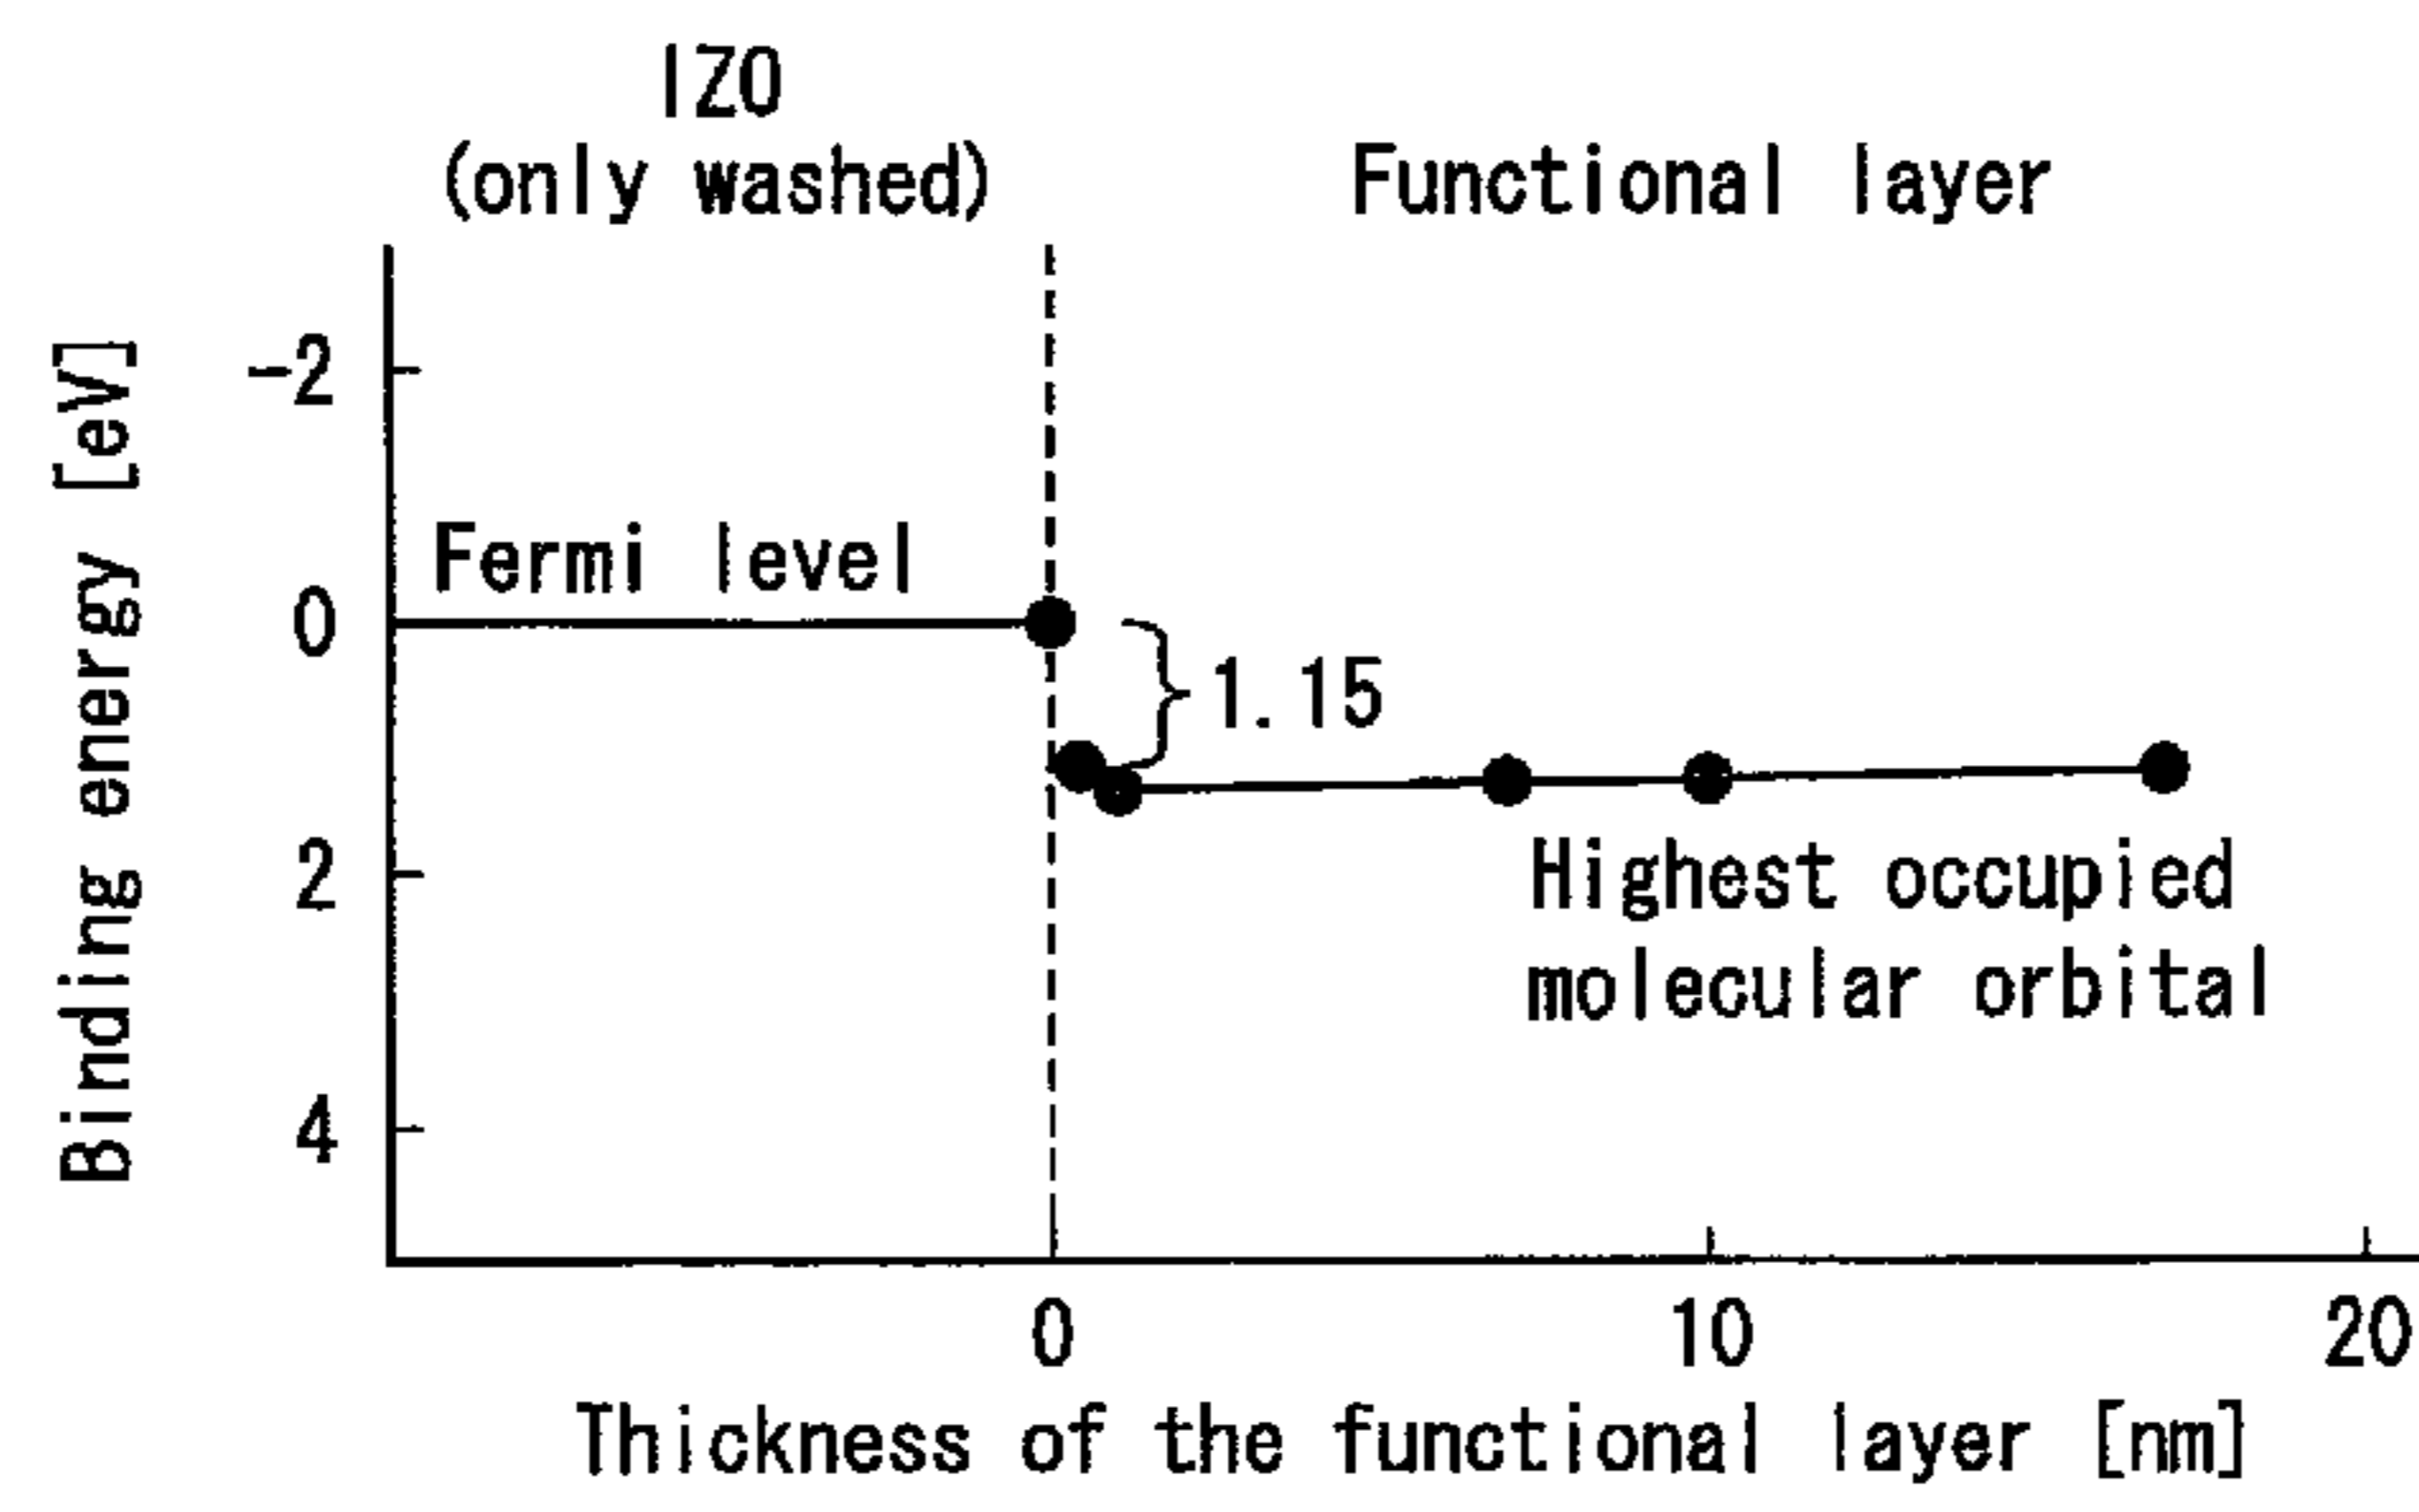 IZO
(only washed)
Functional layer
Binding energy [eV]
-2
0
2
4
Fermi level
1.15
Highest occupied
molecular orbital
0
10
20
Thickness of the functional layer [nm]